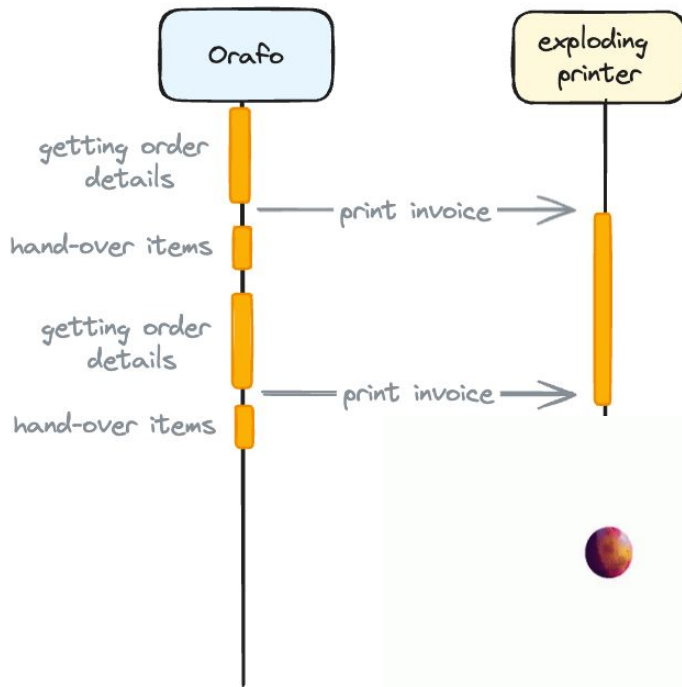 Orafo
exploding
printer
getting order
details
print invoice
hand-over items
getting order
details
print invoice
hand-over items